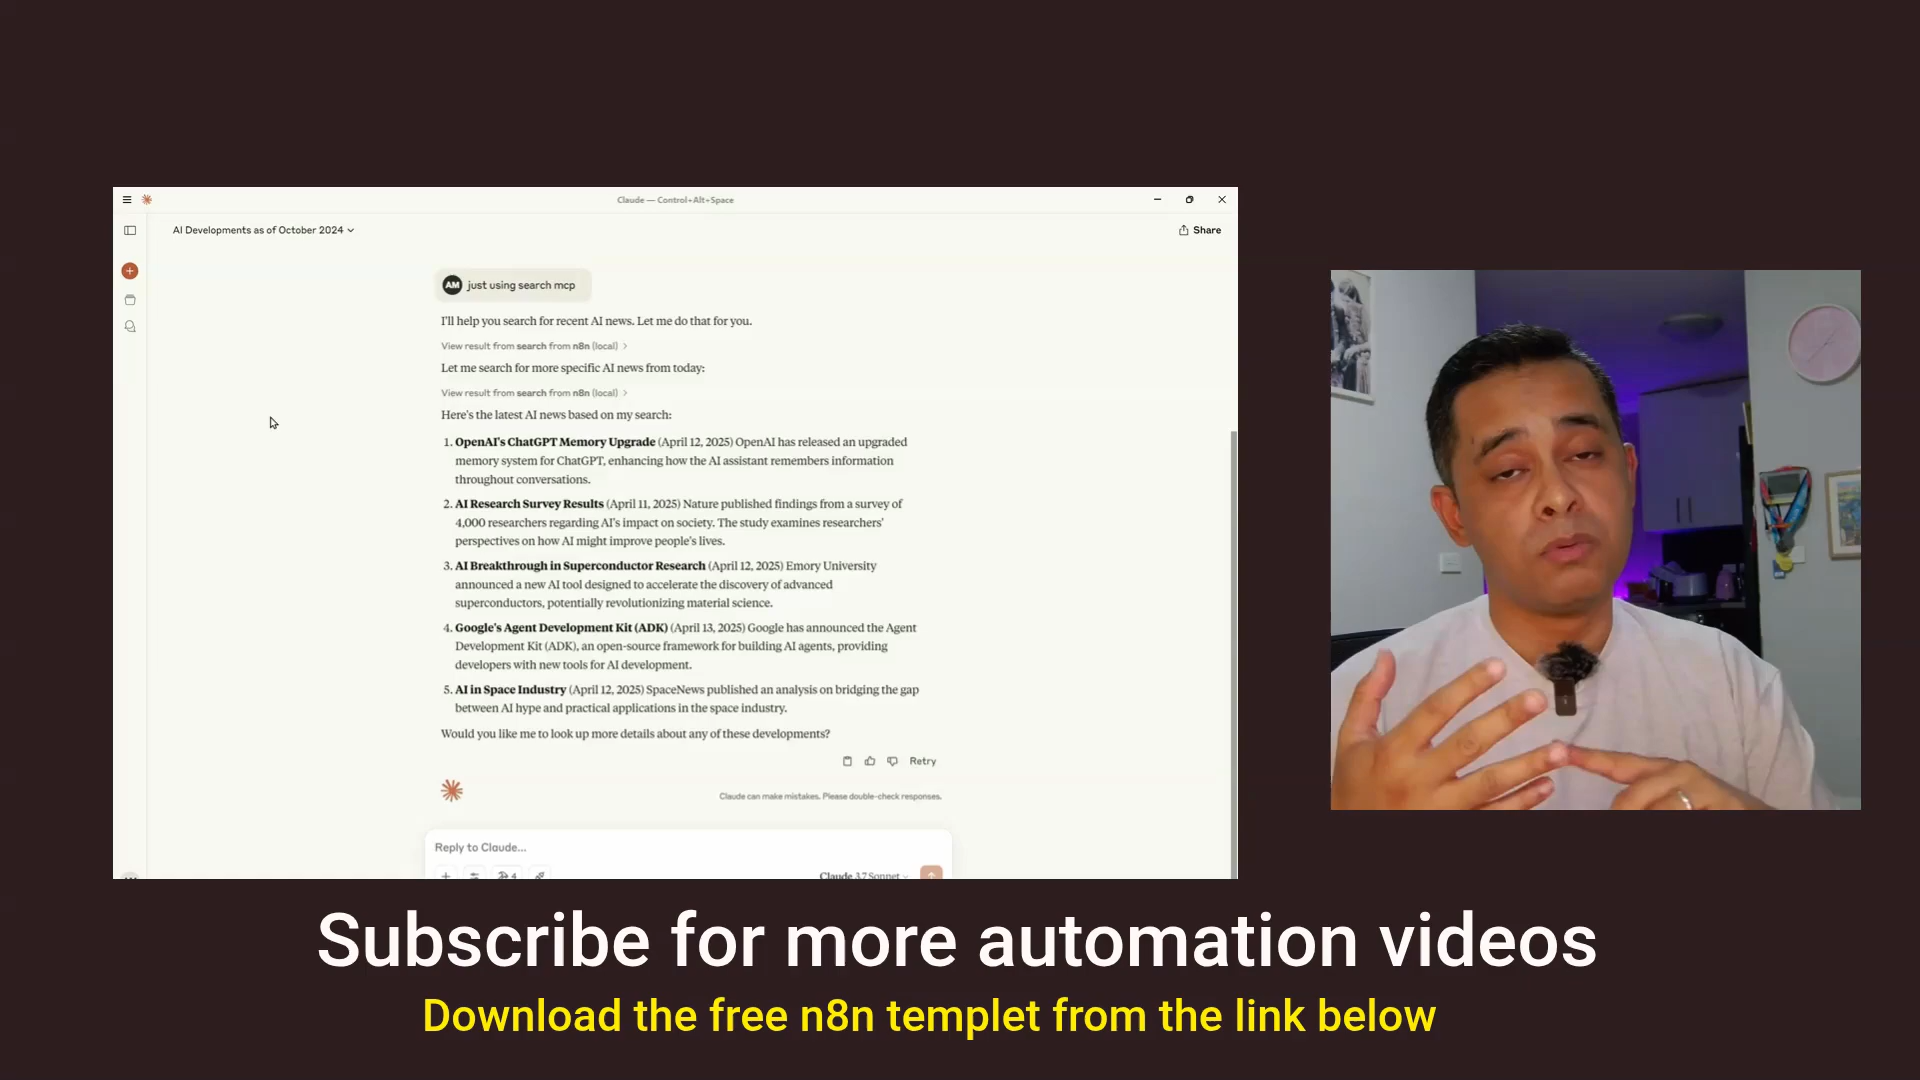 Claude — Control+Alt+Space
AI Developments as of October 2024
Share
AM just using search mcp
I'll help you search for recent AI news. Let me do that for you.
View result from search from n8n (local)
Let me search for more specific AI news from today:
View result from search from n8n (local)
Here's the latest AI news based on my search:
1. OpenAI's ChatGPT Memory Upgrade (April 12, 2025) OpenAI has released an upgraded
memory system for ChatGPT, enhancing how the AI assistant remembers information
throughout conversations.
2. AI Research Survey Results (April 11, 2025) Nature published findings from a survey of
4,000 researchers regarding AI's impact on society. The study examines researchers'
perspectives on how AI might improve people's lives.
3. AI Breakthrough in Superconductor Research (April 12, 2025) Emory University
announced a new AI tool designed to accelerate the discovery of advanced
superconductors, potentially revolutionizing material science.
4. Google's Agent Development Kit (ADK) (April 13, 2025) Google has announced the Agent
Development Kit (ADK), an open-source framework for building AI agents, providing
developers with new tools for AI development.
5. AI in Space Industry (April 12, 2025) SpaceNews published an analysis on bridging the gap
between AI hype and practical applications in the space industry.
Would you like me to look up more details about any of these developments?
Retry
Claude can make mistakes. Please double-check responses.
Reply to Claude...
4 Claude 3.7 Sonnet
Subscribe for more automation videos
Download the free n8n templet from the link below